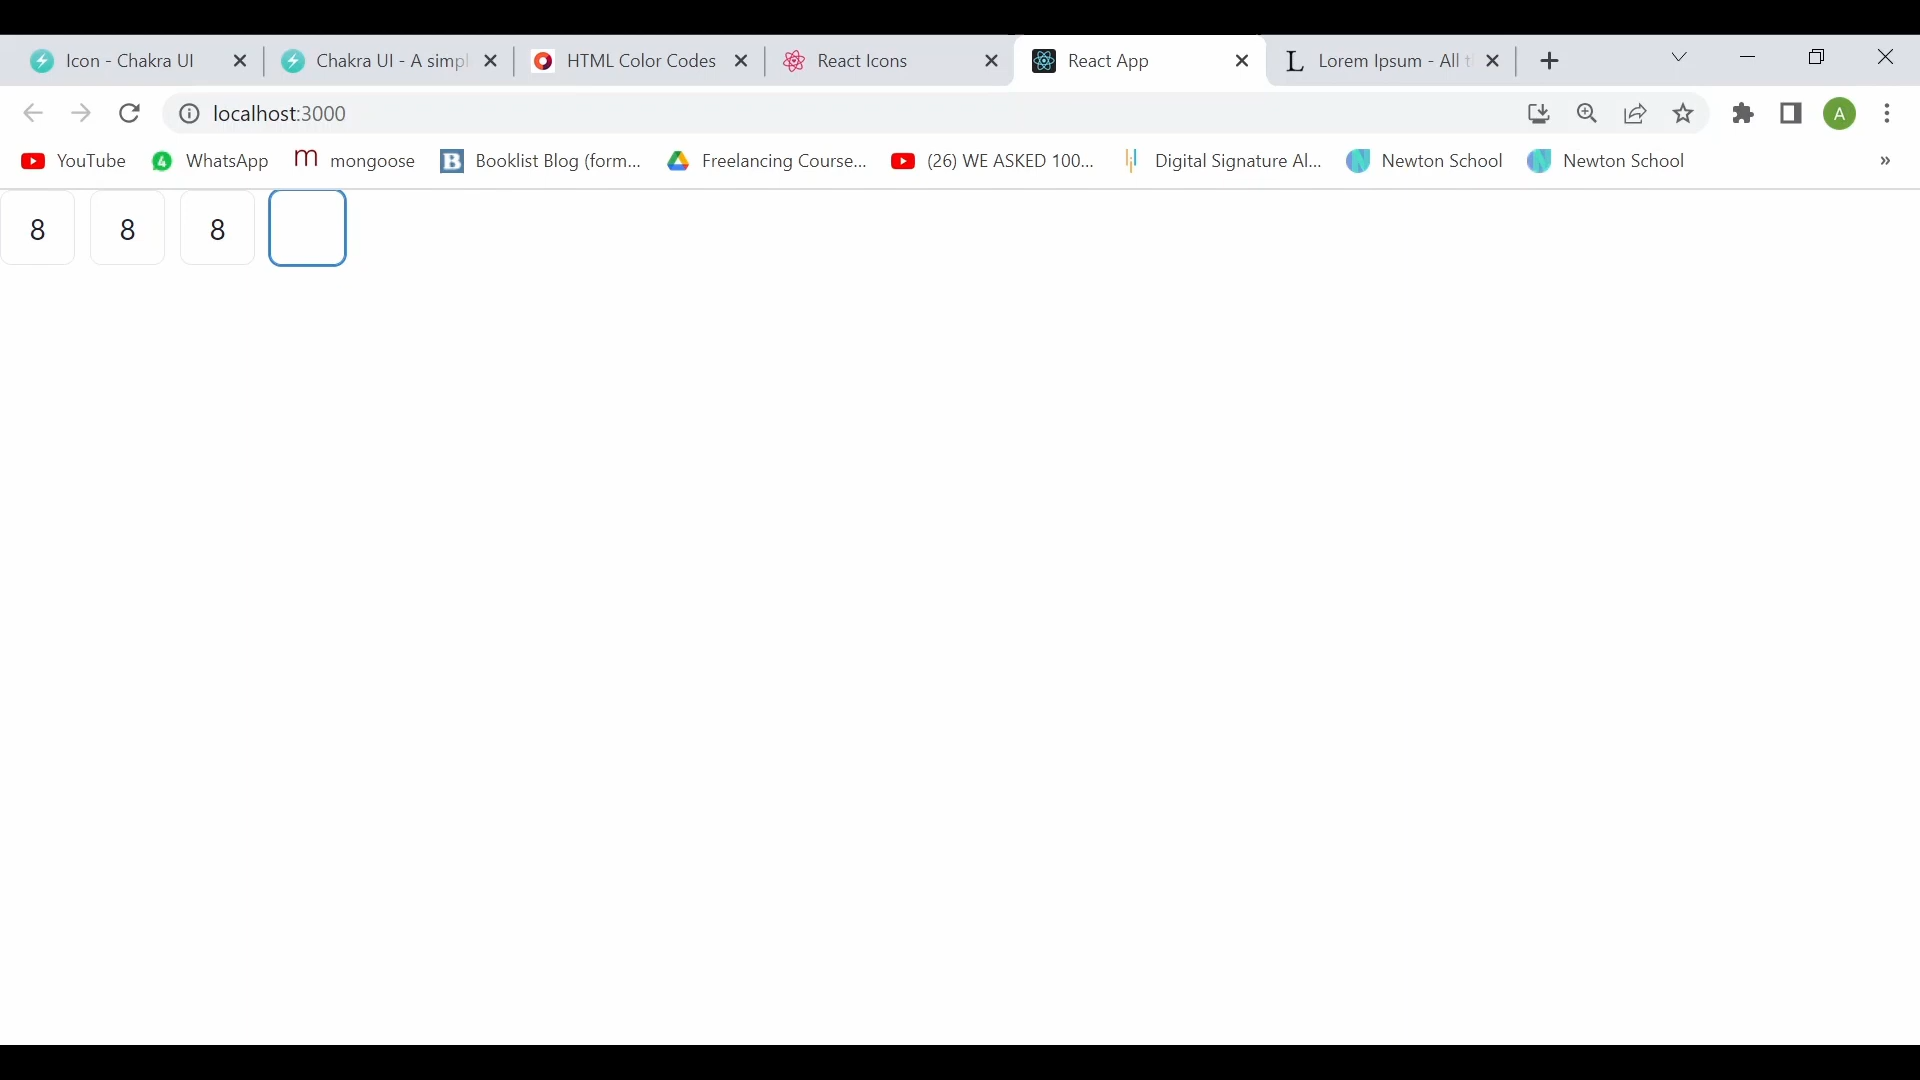 Icon - Chakra UI
Chakra UI - A simpl
HTML Color Codes
React Icons
React App
L Lorem Ipsum - All t
localhost:3000
A
YouTube
4 WhatsApp
m mongoose
B Booklist Blog (form...
Freelancing Course...
(26) WE ASKED 100...
Digital Signature Al...
N Newton School
N Newton School
»
8 8 8